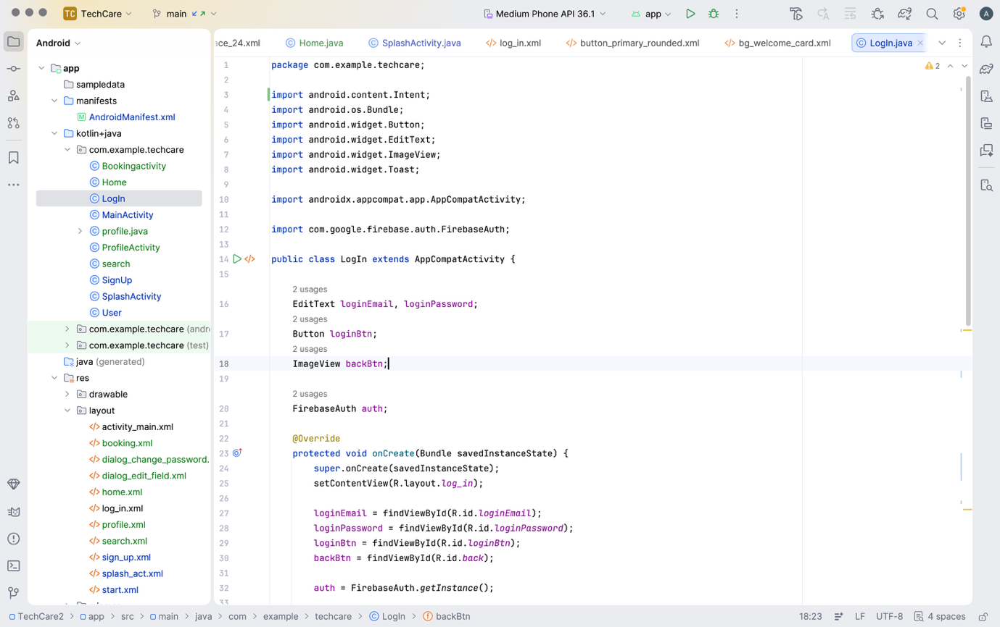 TC TechCare main Medium Phone API 36.1 app A
Android
ace_24.xml Home.java SplashActivity.java log_in.xml button_primary_rounded.xml bg_welcome_card.xml LogIn.java
app
sampledata
manifests
AndroidManifest.xml
kotlin+java
com.example.techcare
Bookingactivity
Home
LogIn
MainActivity
profile.java
ProfileActivity
search
SignUp
SplashActivity
User
com.example.techcare (andr
com.example.techcare (test)
java (generated)
res
drawable
layout
activity_main.xml
booking.xml
dialog_change_password.
dialog_edit_field.xml
home.xml
log_in.xml
profile.xml
search.xml
sign_up.xml
splash_act.xml
start.xml
2
1 package com.example.techcare;
2
3 import android.content.Intent;
4 import android.os.Bundle;
5 import android.widget.Button;
6 import android.widget.EditText;
7 import android.widget.ImageView;
8 import android.widget.Toast;
9
10 import androidx.appcompat.app.AppCompatActivity;
11
12 import com.google.firebase.auth.FirebaseAuth;
13
14 public class LogIn extends AppCompatActivity {
15
2 usages
16 EditText loginEmail, loginPassword;
2 usages
17 Button loginBtn;
2 usages
18 ImageView backBtn;
19
2 usages
20 FirebaseAuth auth;
21
22 @Override
23 protected void onCreate(Bundle savedInstanceState) {
24 super.onCreate(savedInstanceState);
25 setContentView(R.layout.log_in);
26
27 loginEmail = findViewById(R.id.loginEmail);
28 loginPassword = findViewById(R.id.loginPassword);
29 loginBtn = findViewById(R.id.loginBtn);
30 backBtn = findViewById(R.id.back);
31
32 auth = FirebaseAuth.getInstance();
33
TechCare2 > app > src > main > java > com > example > techcare > LogIn > backBtn 18:23 LF UTF-8 4 spaces